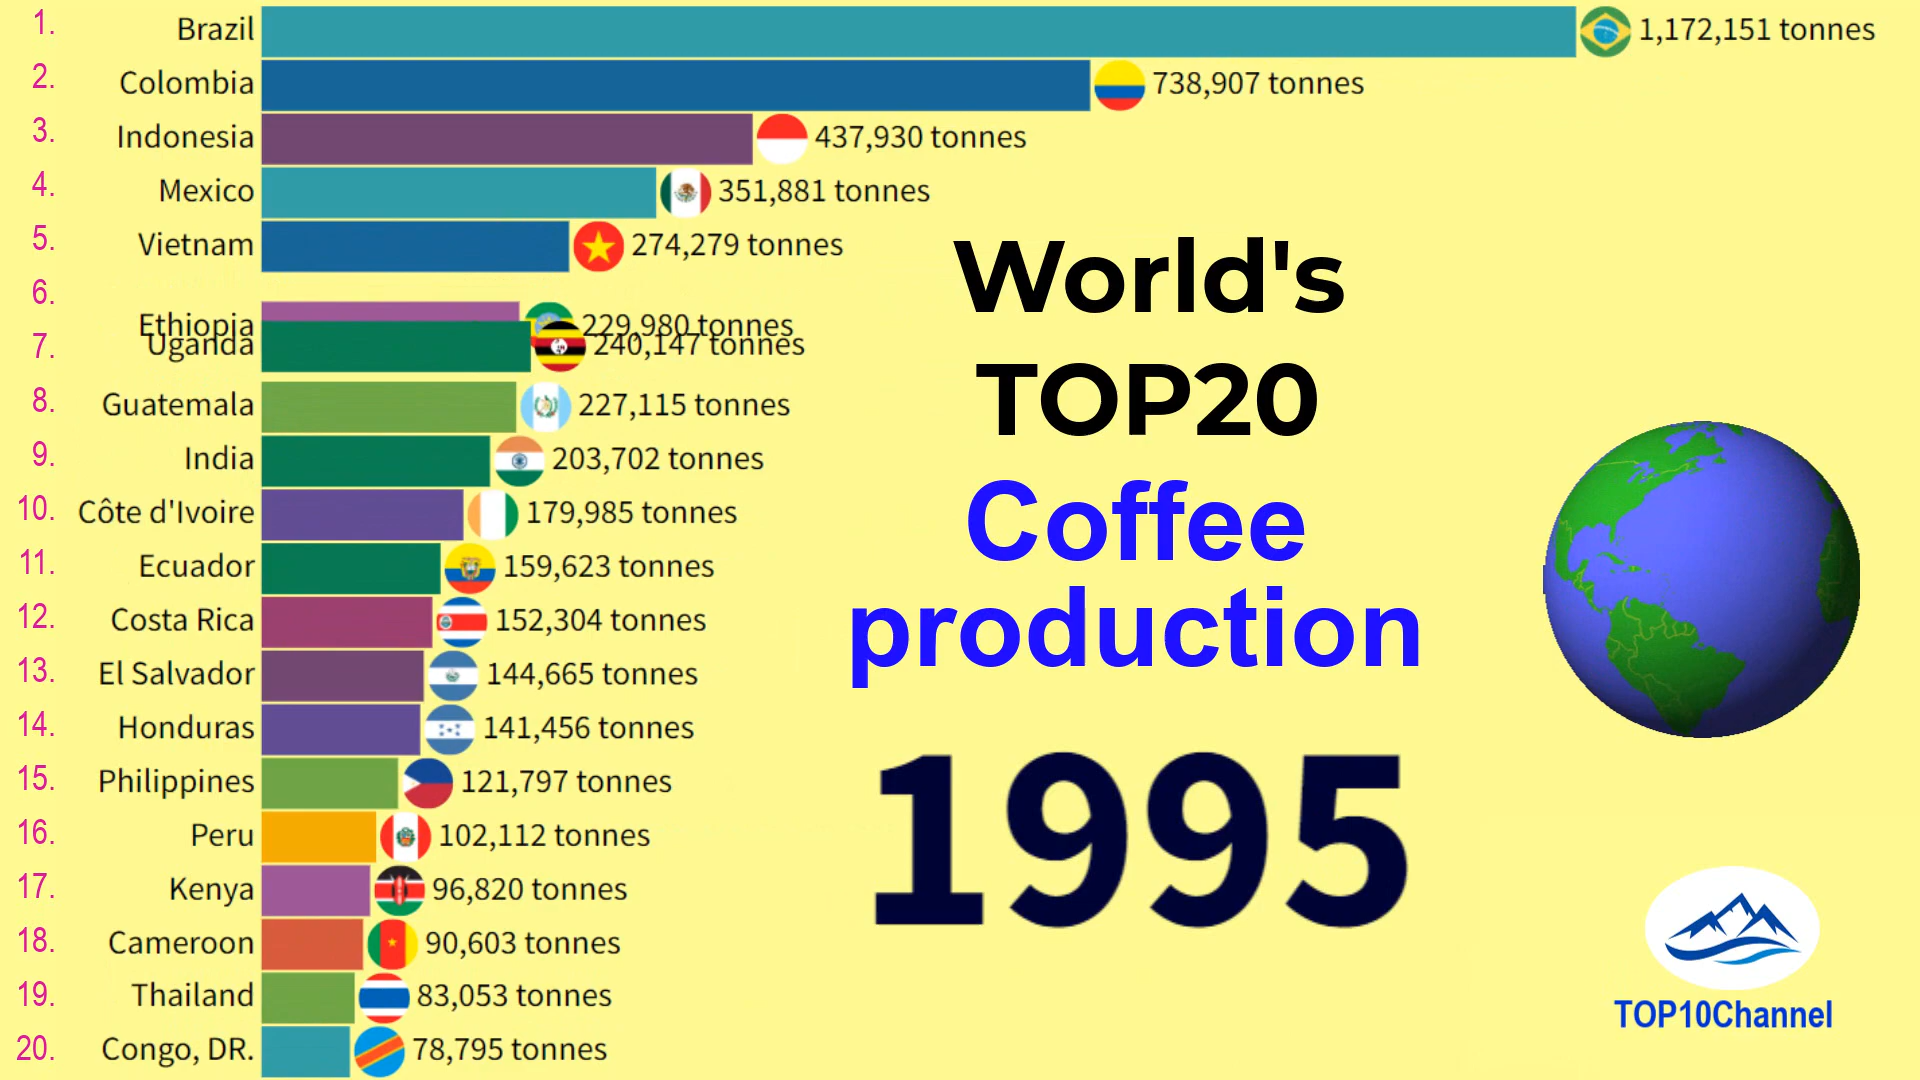 1. Brazil 1,172,151 tonnes
2. Colombia 738,907 tonnes
3. Indonesia 437,930 tonnes
4. Mexico 351,881 tonnes
5. Vietnam 274,279 tonnes
6.
Ethiopia 229,980 tonnes
7. Uganda 240,147 tonnes
8. Guatemala 227,115 tonnes
9. India 203,702 tonnes
10. Côte d'Ivoire 179,985 tonnes
11. Ecuador 159,623 tonnes
12. Costa Rica 152,304 tonnes
13. El Salvador 144,665 tonnes
14. Honduras 141,456 tonnes
15. Philippines 121,797 tonnes
16. Peru 102,112 tonnes
17. Kenya 96,820 tonnes
18. Cameroon 90,603 tonnes
19. Thailand 83,053 tonnes
20. Congo, DR. 78,795 tonnes
World's
TOP20
Coffee
production
1995
TOP10Channel